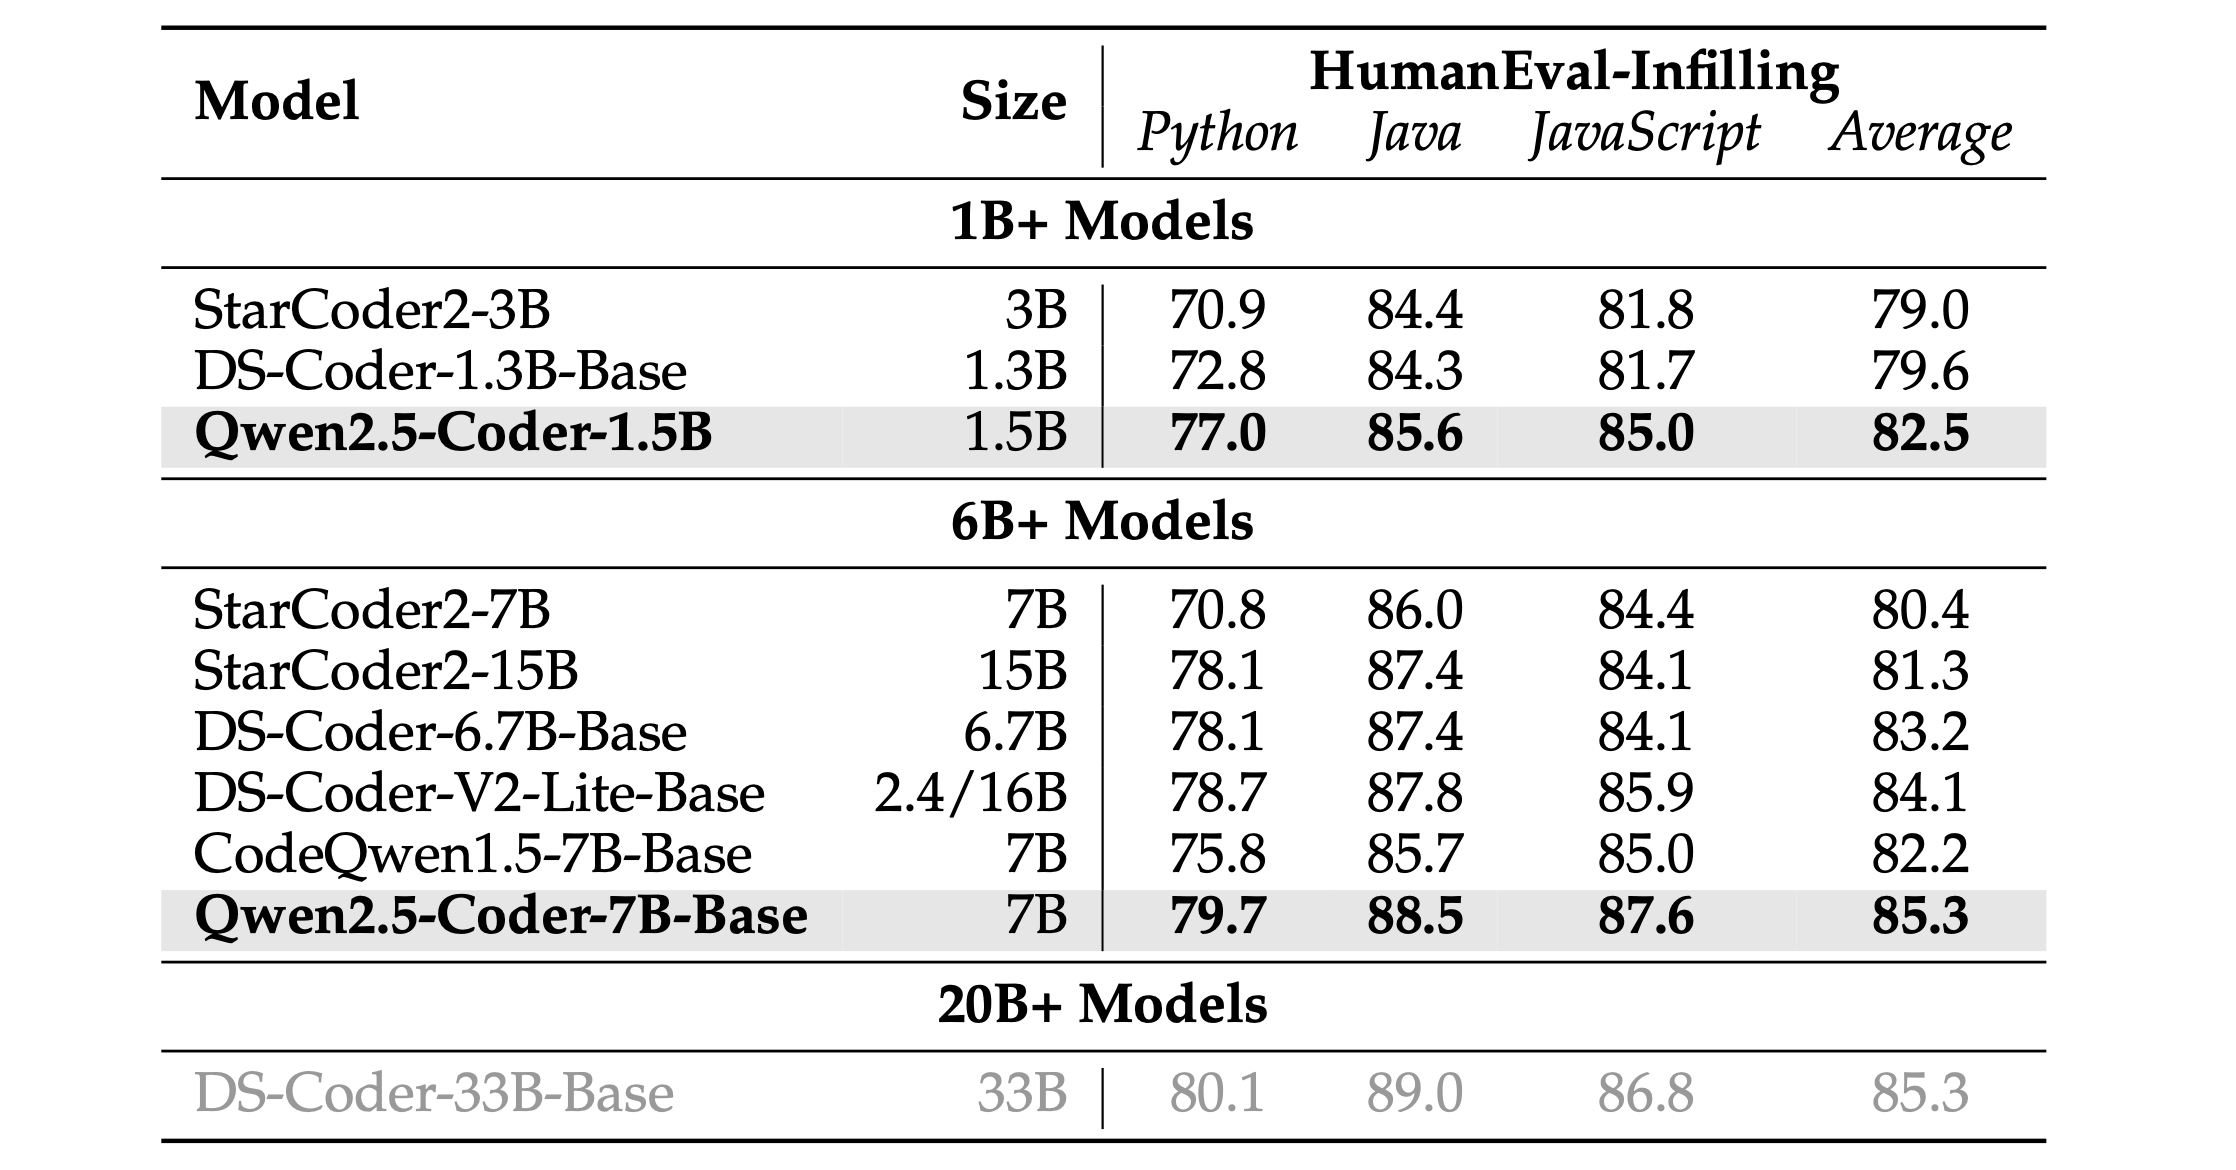 Model Size HumanEval-Infilling
Python Java JavaScript Average
1B+ Models
StarCoder2-3B 3B 70.9 84.4 81.8 79.0
DS-Coder-1.3B-Base 1.3B 72.8 84.3 81.7 79.6
Qwen2.5-Coder-1.5B 1.5B 77.0 85.6 85.0 82.5
6B+ Models
StarCoder2-7B 7B 70.8 86.0 84.4 80.4
StarCoder2-15B 15B 78.1 87.4 84.1 81.3
DS-Coder-6.7B-Base 6.7B 78.1 87.4 84.1 83.2
DS-Coder-V2-Lite-Base 2.4/16B 78.7 87.8 85.9 84.1
CodeQwen1.5-7B-Base 7B 75.8 85.7 85.0 82.2
Qwen2.5-Coder-7B-Base 7B 79.7 88.5 87.6 85.3
20B+ Models
DS-Coder-33B-Base 33B 80.1 89.0 86.8 85.3